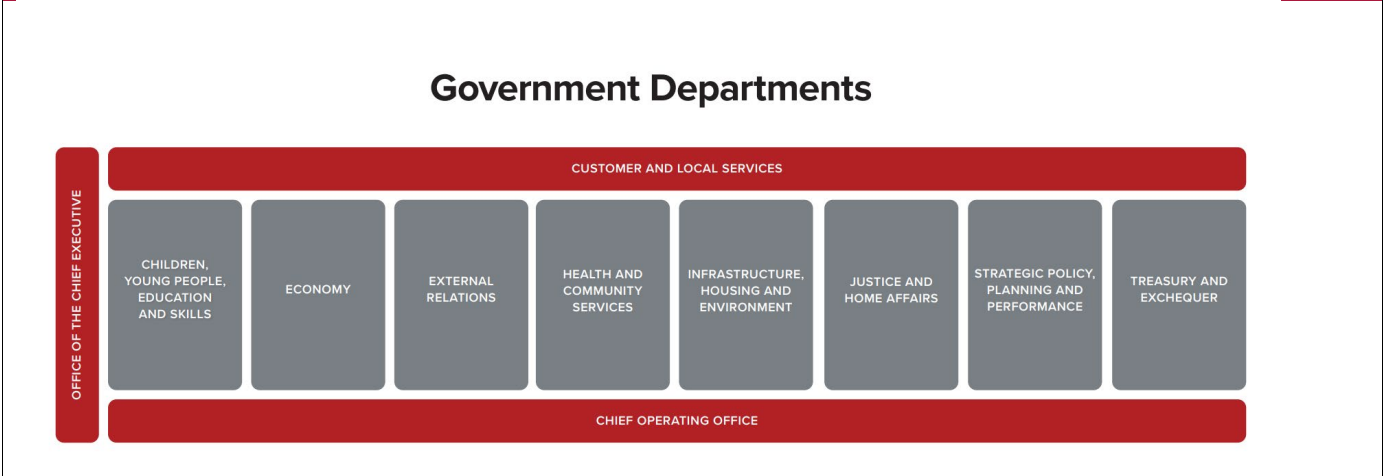 Government Departments
OFFICE OF THE CHIEF EXECUTIVE
CUSTOMER AND LOCAL SERVICES
CHILDREN,
YOUNG PEOPLE,
EDUCATION
AND SKILLS
ECONOMY
EXTERNAL
RELATIONS
HEALTH AND
COMMUNITY
SERVICES
INFRASTRUCTURE,
HOUSING AND
ENVIRONMENT
JUSTICE AND
HOME AFFAIRS
STRATEGIC POLICY,
PLANNING AND
PERFORMANCE
TREASURY AND
EXCHEQUER
CHIEF OPERATING OFFICE